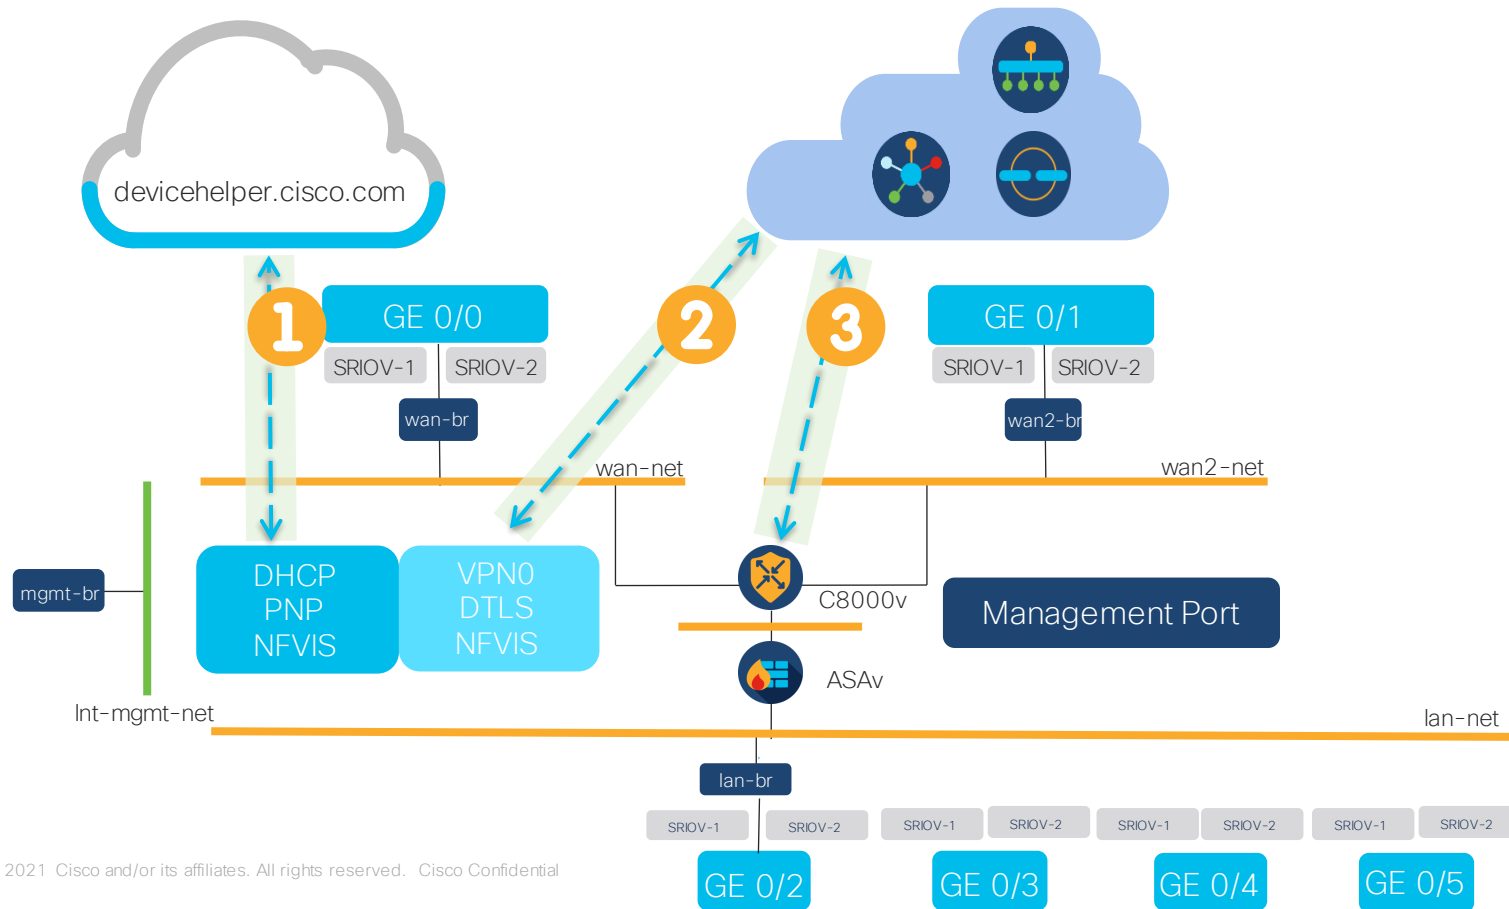 devicehelper.cisco.com
1
GE 0/0
2
3
GE 0/1
SRIOV-1
SRIOV-2
SRIOV-1
SRIOV-2
wan-br
wan2-br
wan-net
wan2-net
DHCP
PNP
NFVIS
VPN0
DTLS
NFVIS
mgmt-br
C8000v
Management Port
ASAv
Int-mgmt-net
lan-net
lan-br
SRIOV-1
SRIOV-2
SRIOV-1
SRIOV-2
SRIOV-1
SRIOV-2
SRIOV-1
SRIOV-2
GE 0/2
GE 0/3
GE 0/4
GE 0/5
2021 Cisco and/or its affiliates. All rights reserved. Cisco Confidential